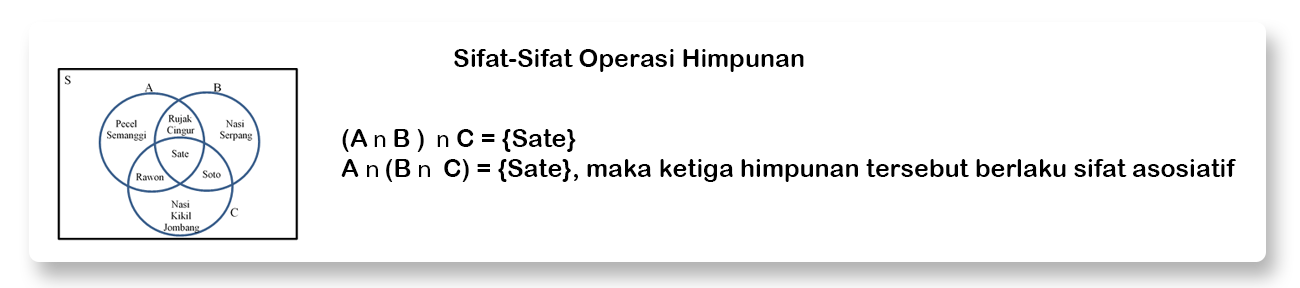 Sifat-Sifat Operasi Himpunan
S
A
B
Pecel
Semanggi
Rujak
Cingur
Nasi
Serpang
Sate
Rawon
Soto
Nasi
Kikil
Jombang
C
(A n B ) n C = {Sate}
A n (B n C) = {Sate}, maka ketiga himpunan tersebut berlaku sifat asosiatif